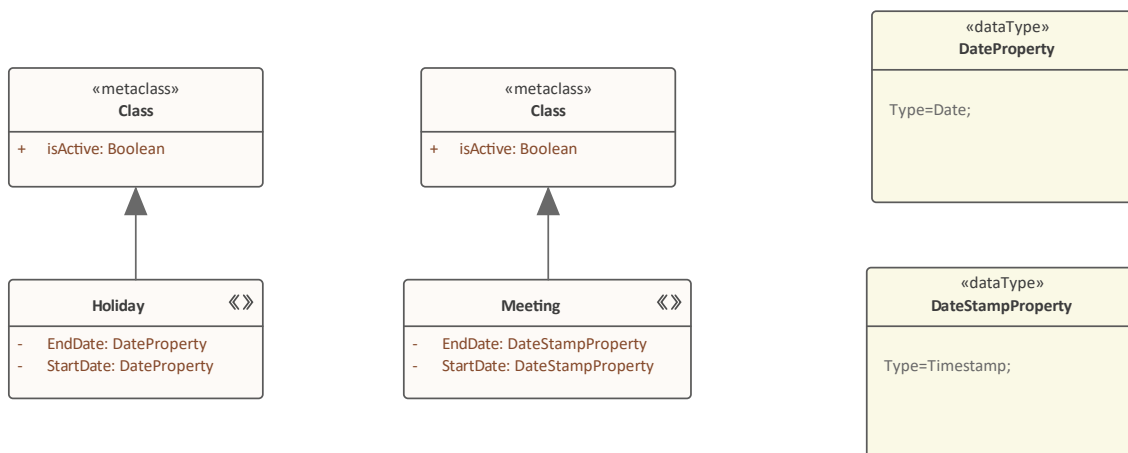 «metaclass»
Class
+ isActive: Boolean
Holiday
- EndDate: DateProperty
- StartDate: DateProperty
«metaclass»
Class
+ isActive: Boolean
Meeting
- EndDate: DateStampProperty
- StartDate: DateStampProperty
«dataType»
DateProperty
Type=Date;
«dataType»
DateStampProperty
Type=Timestamp;